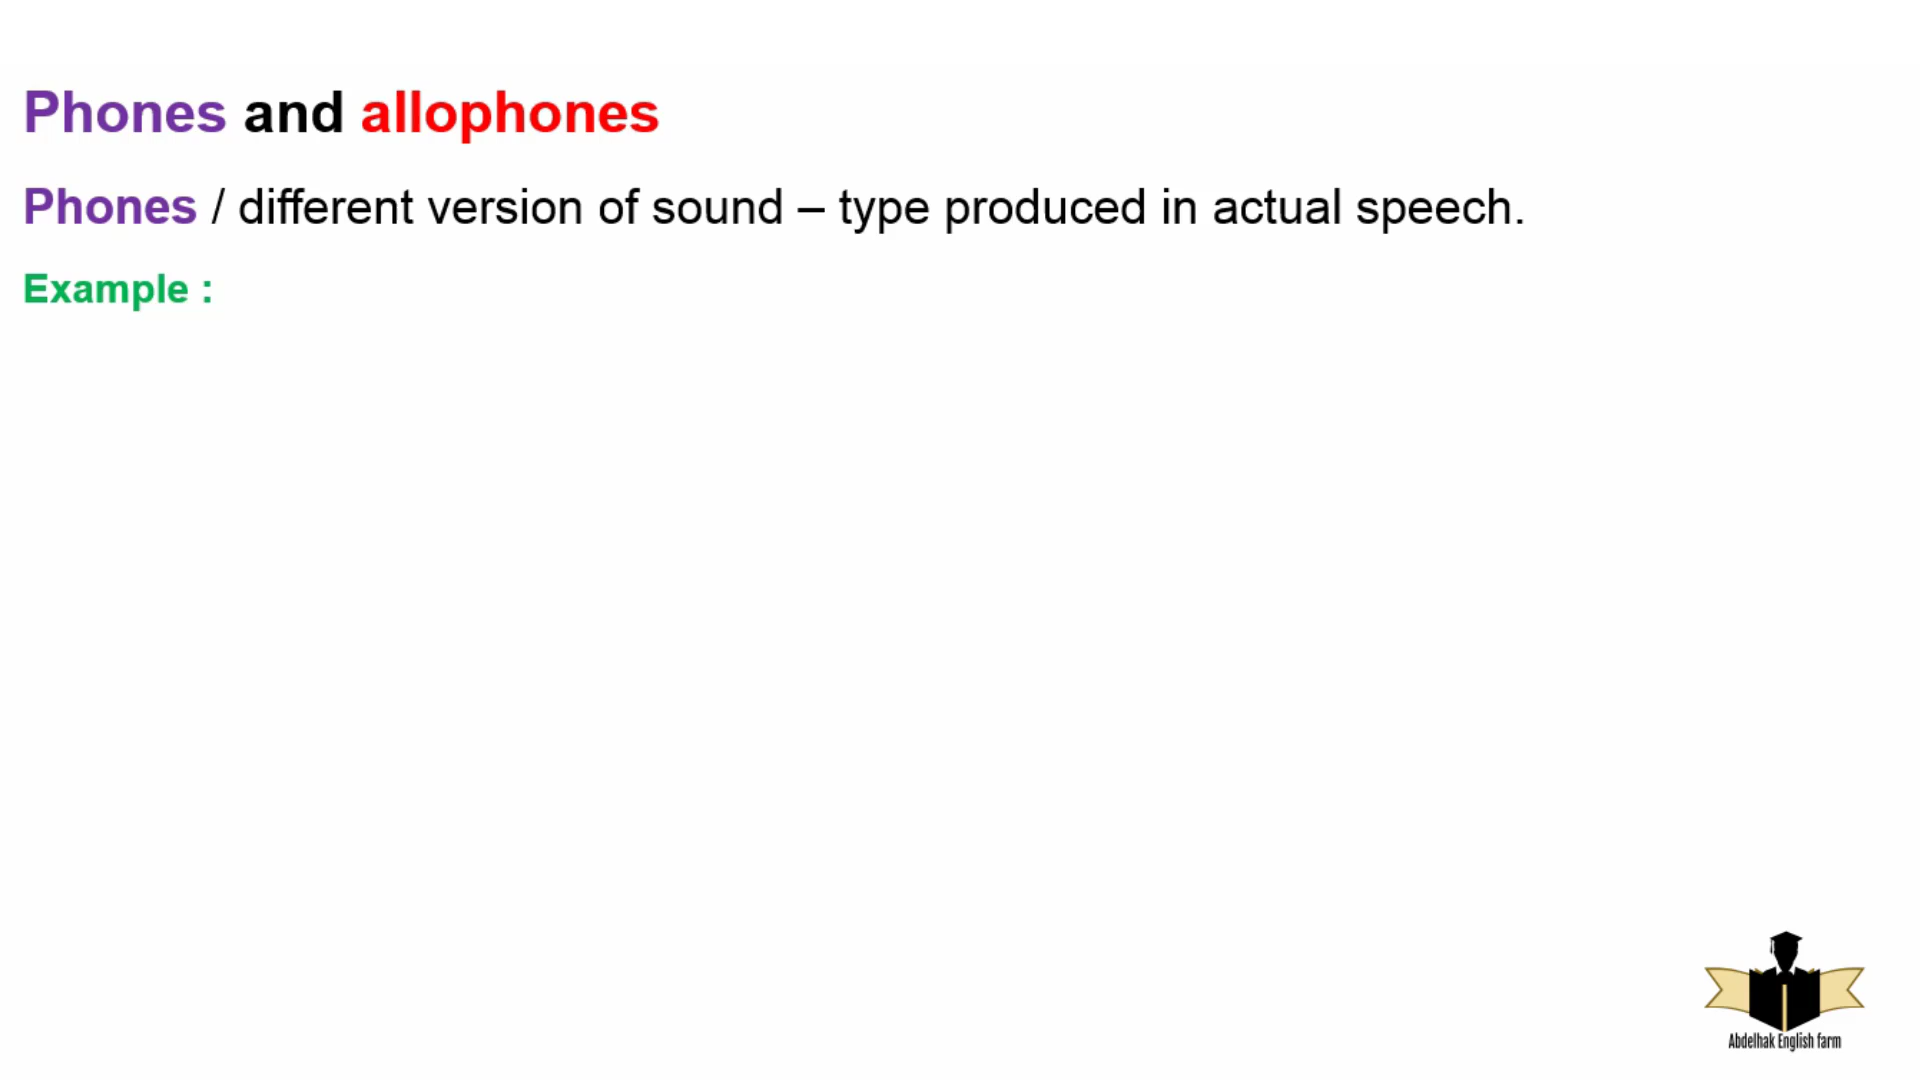 Phones and allophones
Phones / different version of sound – type produced in actual speech.
Example :
Abdelhak English farm